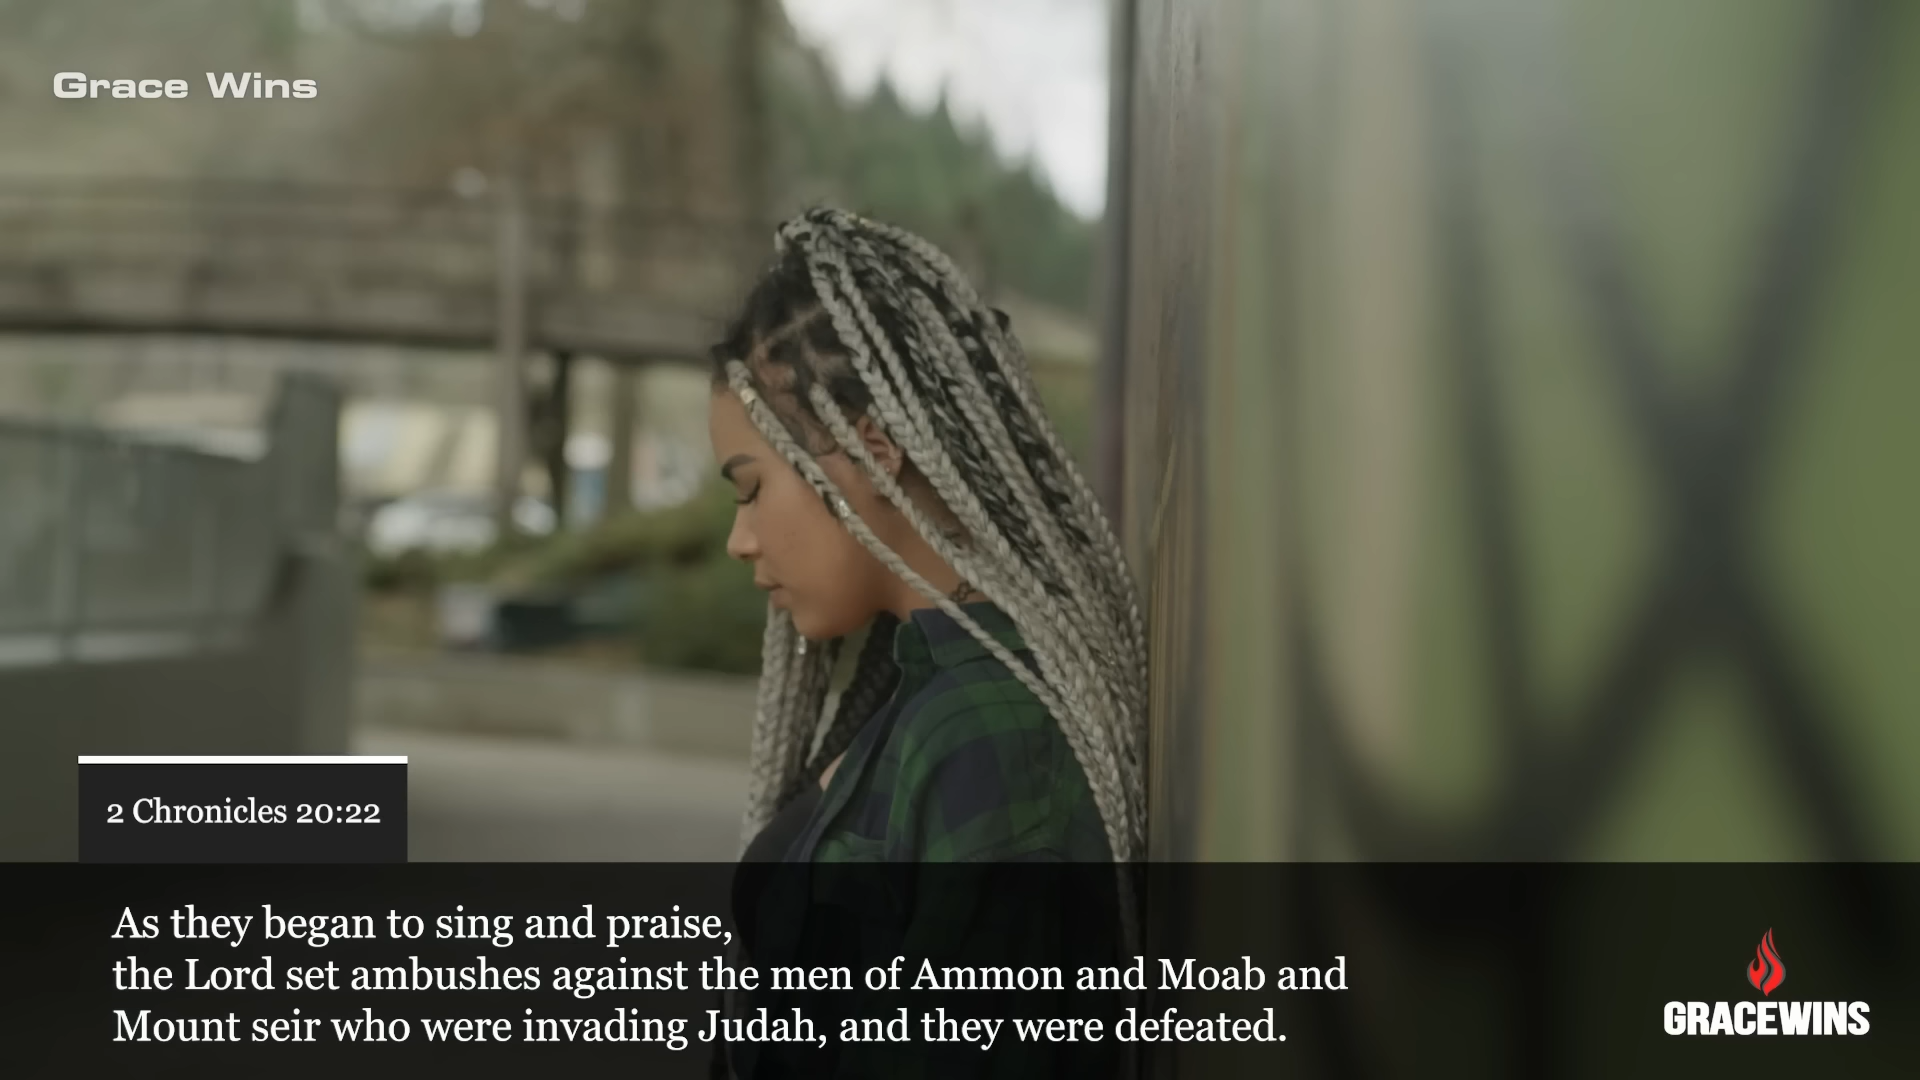 Grace Wins
2 Chronicles 20:22
As they began to sing and praise,
the Lord set ambushes against the men of Ammon and Moab and
Mount seir who were invading Judah, and they were defeated.
GRACEWINS